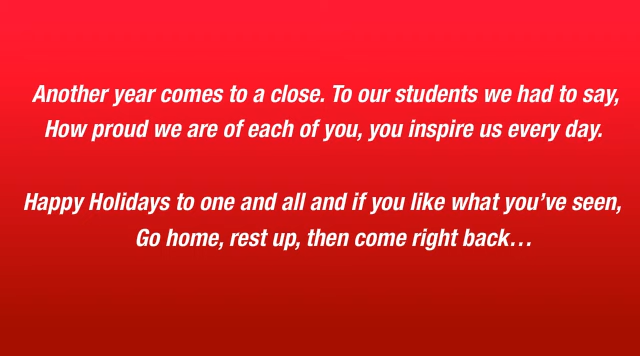 Another year comes to a close. To our students we had to say,
How proud we are of each of you, you inspire us every day.
Happy Holidays to one and all and if you like what you’ve seen,
Go home, rest up, then come right back…